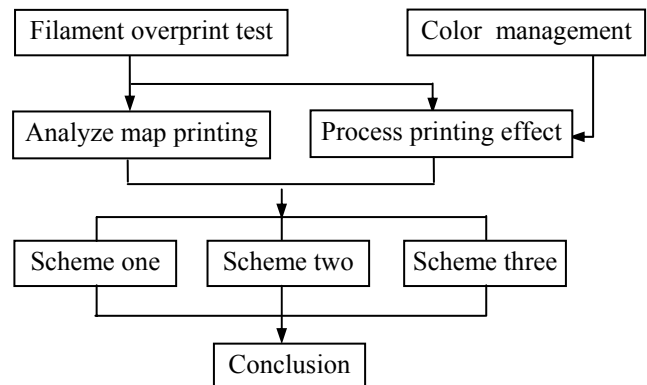 Filament overprint test
Color management
Analyze map printing
Process printing effect
Scheme one
Scheme two
Scheme three
Conclusion